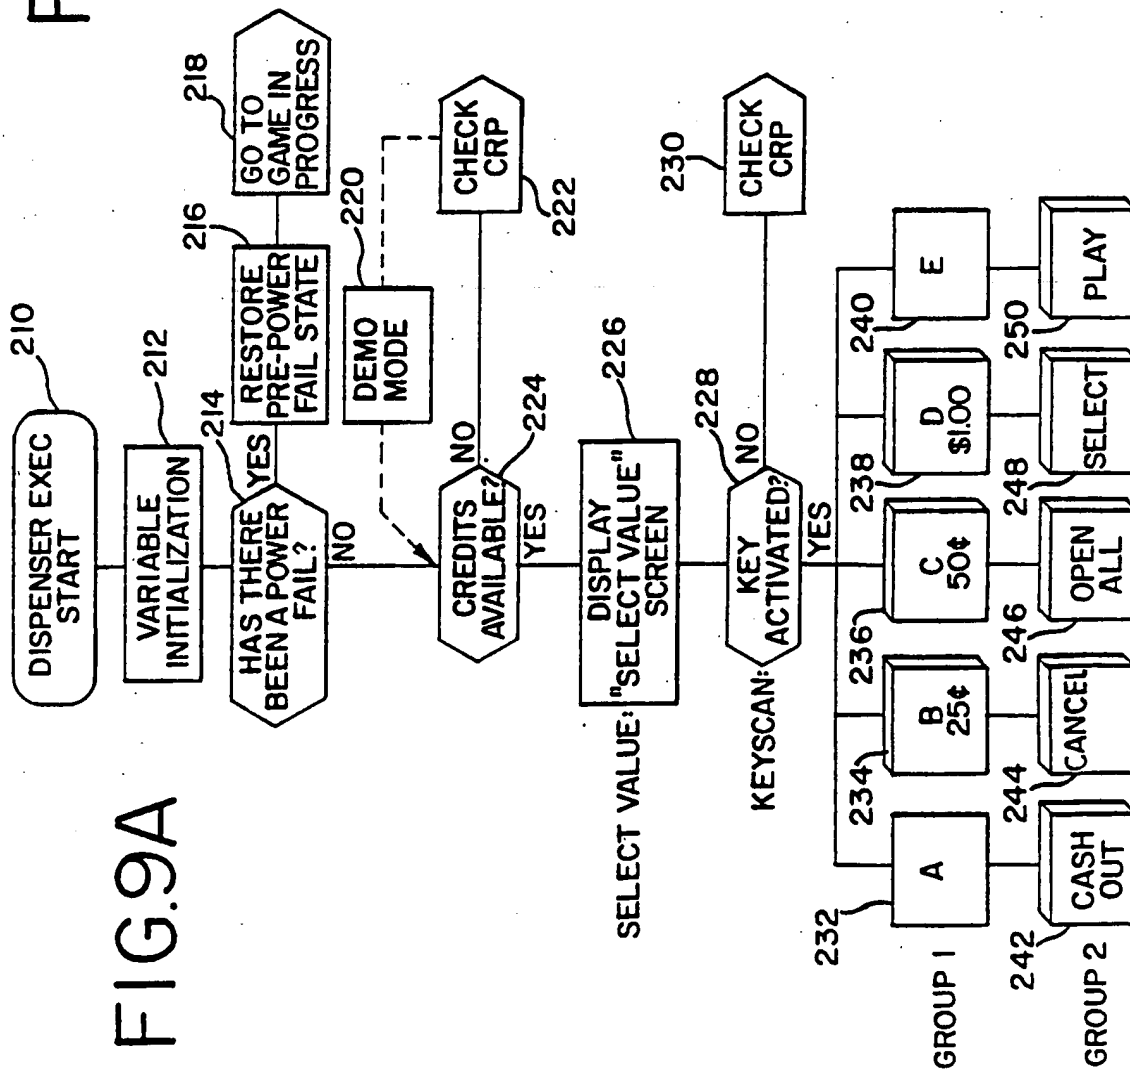 FIG.9A
DISPENSER EXEC
START
210
VARIABLE
INITIALIZATION
212
HAS THERE
BEEN A POWER
FAIL?
214
YES
NO
RESTORE
PRE-POWER
FAIL STATE
216
GO TO
GAME IN
PROGRESS
218
DEMO
MODE
220
CREDITS
AVAILABLE?
224
NO
YES
CHECK
CRP
222
SELECT VALUE:
DISPLAY
"SELECT VALUE"
SCREEN
226
KEYSCAN:
KEY
ACTIVATED?
228
NO
YES
CHECK
CRP
230
GROUP 1
232
A
234
B
25¢
236
C
50¢
238
D
$1.00
240
E
GROUP 2
242
CASH
OUT
244
CANCEL
246
OPEN
ALL
248
SELECT
250
PLAY